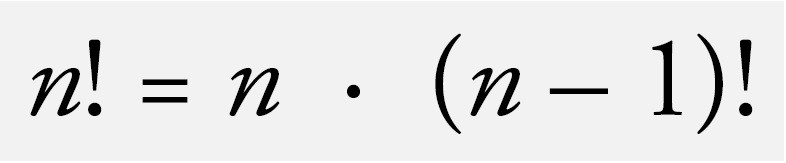 n! = n · (n − 1)!